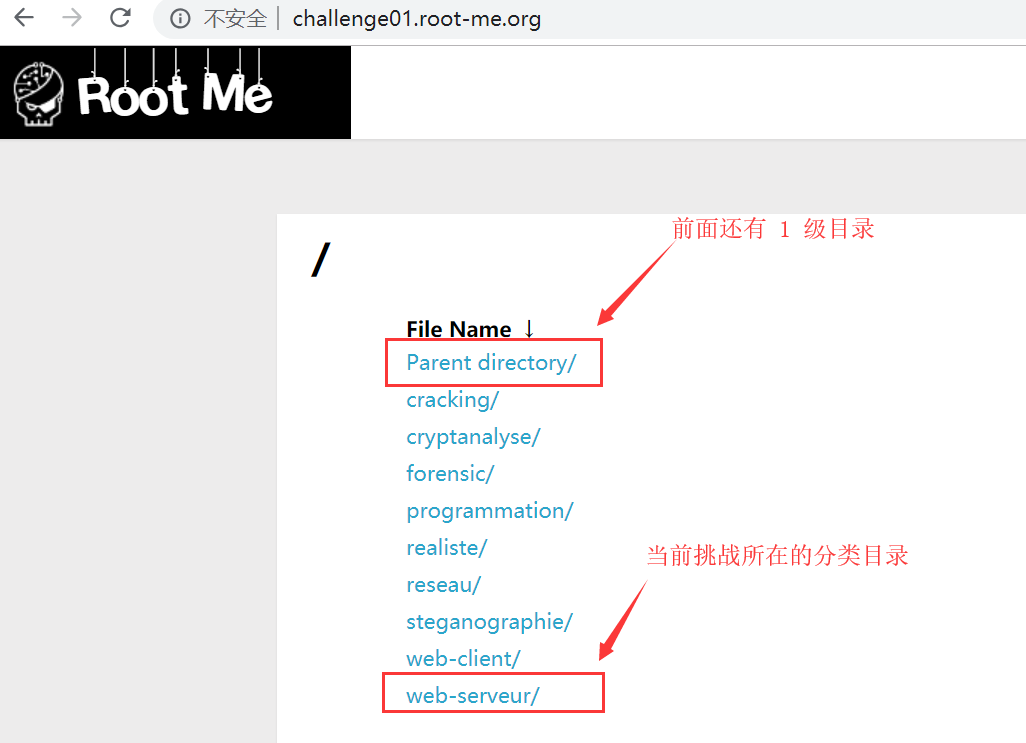 不安全 | challenge01.root-me.org
Root Me
前面还有 1 级目录
/
File Name ↓
Parent directory/
cracking/
cryptanalyse/
forensic/
programmation/
realiste/
reseau/
当前挑战所在的分类目录
steganographie/
web-client/
web-serveur/